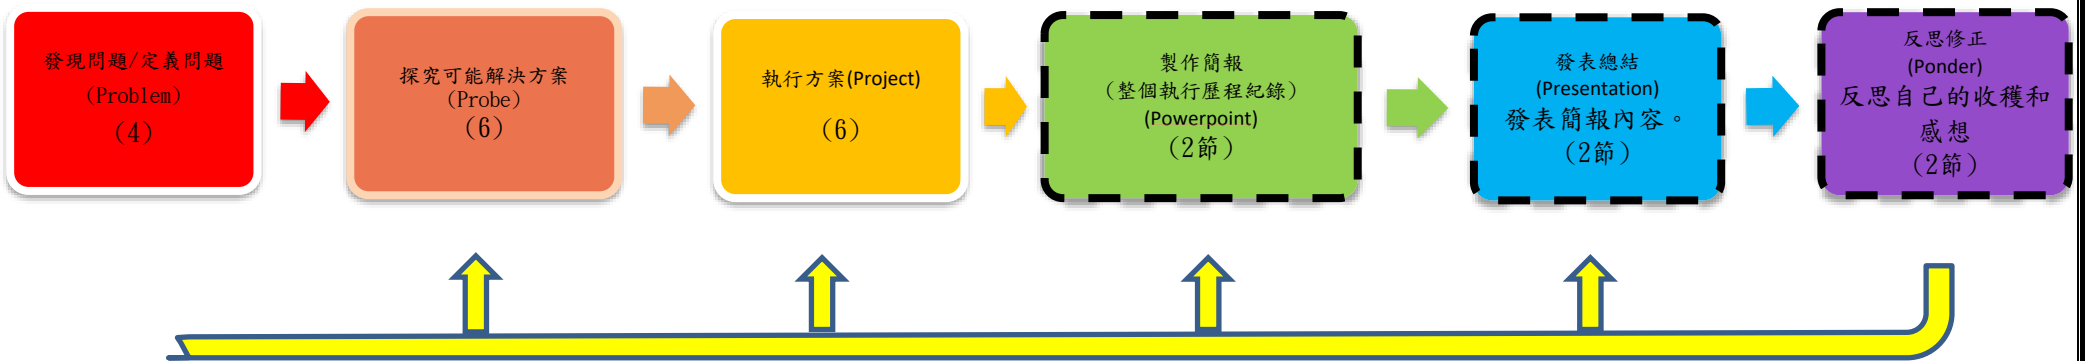 發現問題/定義問題
(Problem)
(4)
探究可能解決方案
(Probe)
(6)
執行方案(Project)
(6)
製作簡報
(整個執行歷程紀錄)
(Powerpoint)
(2節)
發表總結
(Presentation)
發表簡報內容。
(2節)
反思修正
(Ponder)
反思自己的收穫和
感想
(2節)